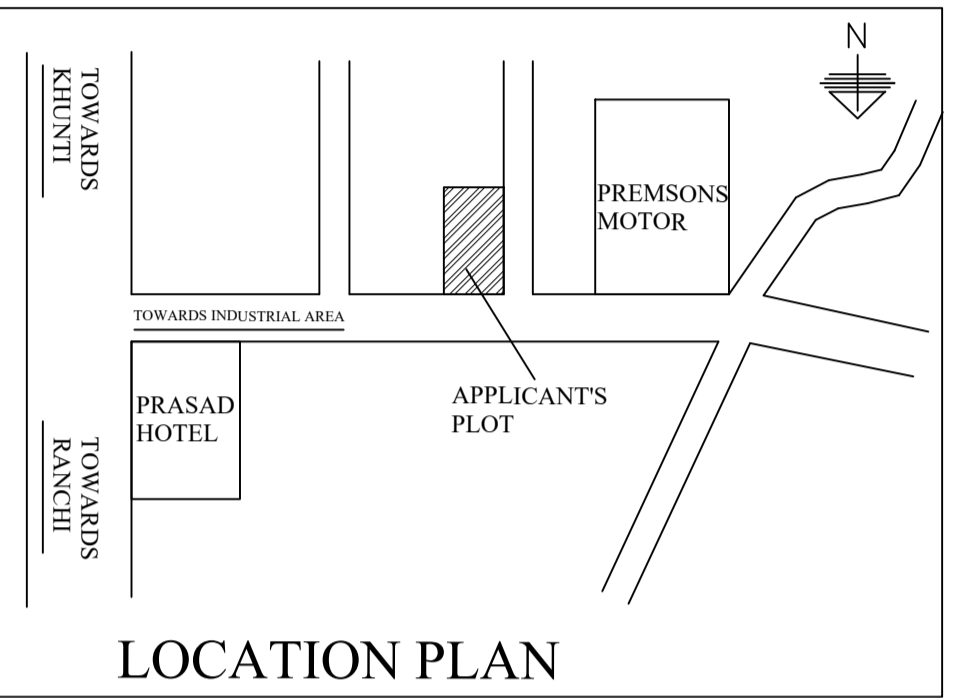 N
TOWARDS
KHUNTI
PREMSONS
MOTOR
TOWARDS INDUSTRIAL AREA
PRASAD
HOTEL
APPLICANT'S
PLOT
TOWARDS
RANCHI
LOCATION PLAN